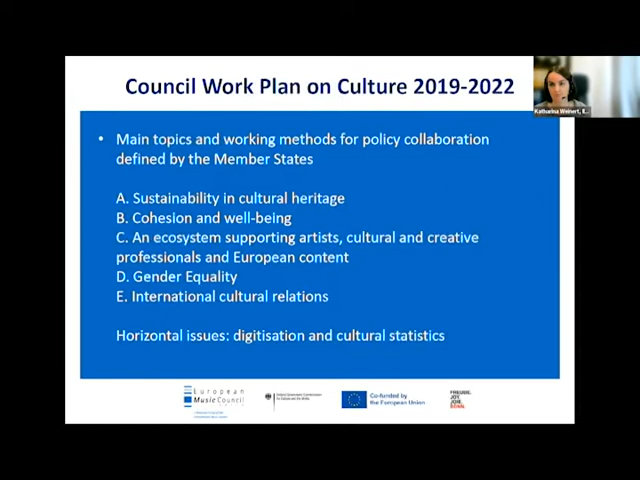 Council Work Plan on Culture 2019-2022
Katharina Weinert, E...
• Main topics and working methods for policy collaboration
defined by the Member States
A. Sustainability in cultural heritage
B. Cohesion and well-being
C. An ecosystem supporting artists, cultural and creative
professionals and European content
D. Gender Equality
E. International cultural relations
Horizontal issues: digitisation and cultural statistics
European
Music Council
Co-funded by
the European Union